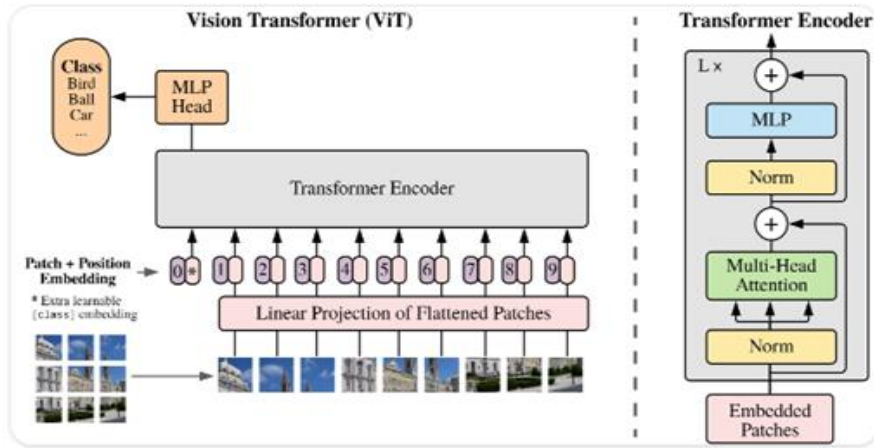 Vision Transformer (ViT)
Class
Bird
Ball
Car
...
MLP
Head
Transformer Encoder
Patch + Position
Embedding
* Extra learnable
[class] embedding
0 * 1 2 3 4 5 6 7 8 9
Linear Projection of Flattened Patches
Transformer Encoder
L ×
+
MLP
Norm
+
Multi-Head
Attention
Norm
Embedded
Patches